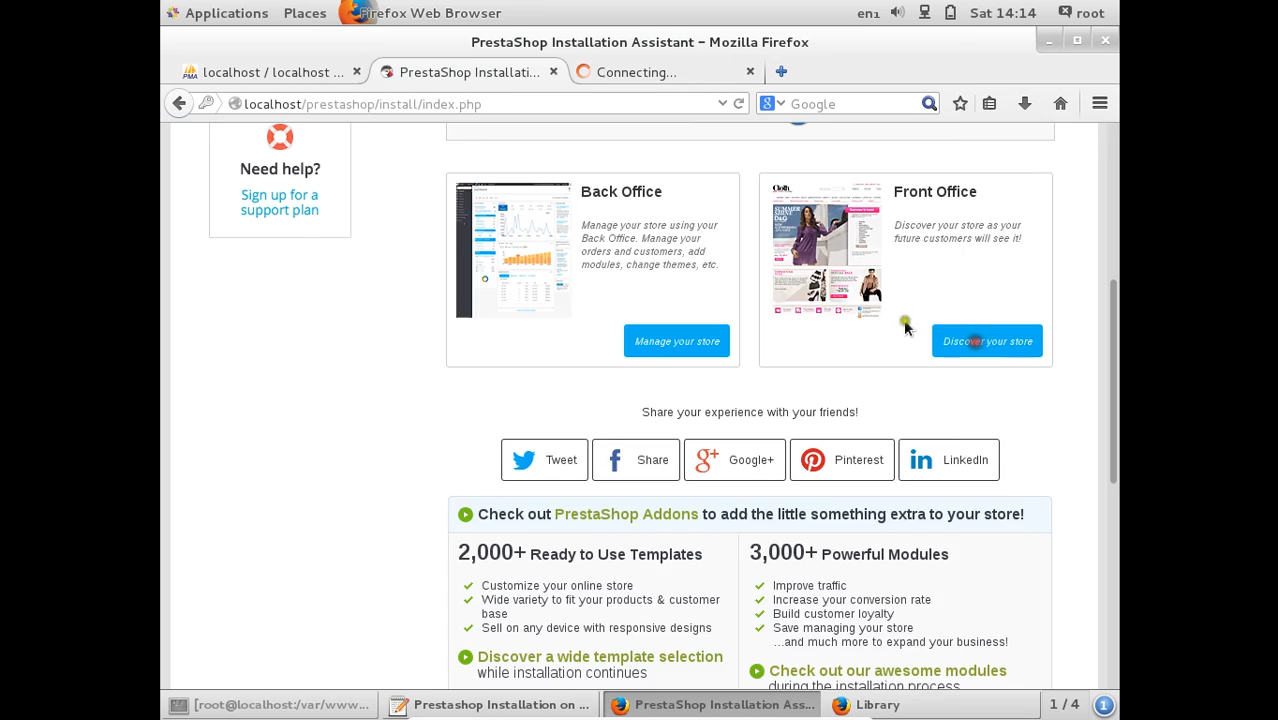 Applications Places Firefox Web Browser en1 Sat 14:14 root
PrestaShop Installation Assistant – Mozilla Firefox
PMA localhost / localhost ... PrestaShop Installati... Connecting...
localhost/prestashop/install/index.php Google
Need help?
Sign up for a
support plan
Back Office
Manage your store using your
Back Office. Manage your
orders and customers, add
modules, change themes, etc.
Manage your store
Cloth
SUMMER
Front Office
Discover your store as your
future customers will see it!
Discover your store
Share your experience with your friends!
Tweet Share Google+ Pinterest LinkedIn
Check out PrestaShop Addons to add the little something extra to your store!
2,000+ Ready to Use Templates
Customize your online store
Wide variety to fit your products & customer
base
Sell on any device with responsive designs
Discover a wide template selection
while installation continues
3,000+ Powerful Modules
Improve traffic
Increase your conversion rate
Build customer loyalty
Save managing your store
...and much more to expand your business!
Check out our awesome modules
during the installation process
[root@localhost:/var/www... Prestashop Installation on ... PrestaShop Installation Ass... Library 1 / 4 1